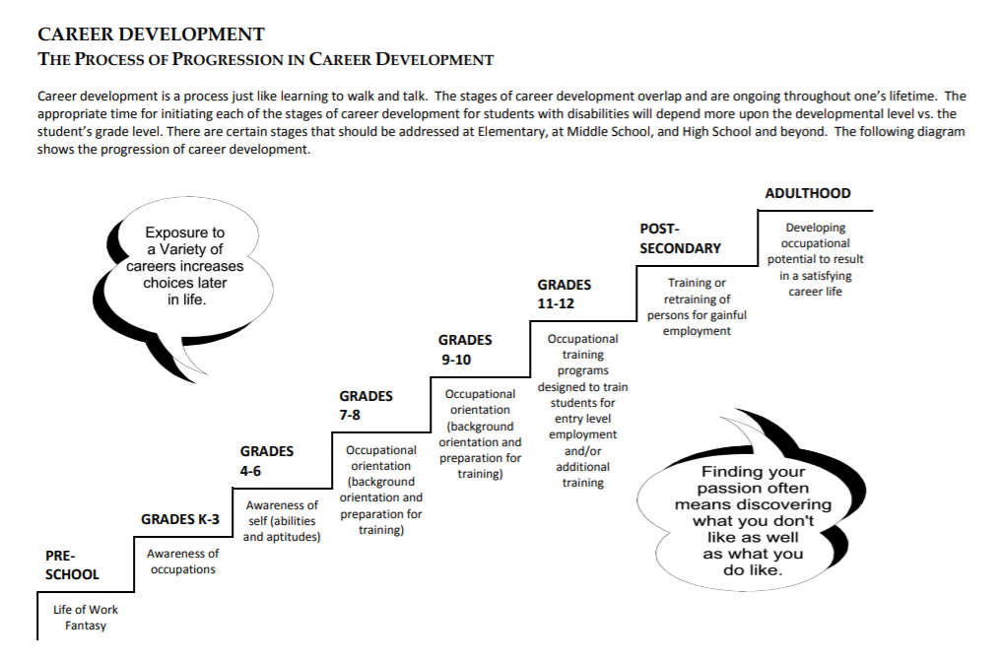 CAREER DEVELOPMENT
THE PROCESS OF PROGRESSION IN CAREER DEVELOPMENT
Career development is a process just like learning to walk and talk. The stages of career development overlap and are ongoing throughout one's lifetime. The
appropriate time for initiating each of the stages of career development for students with disabilities will depend more upon the developmental level vs. the
student's grade level. There are certain stages that should be addressed at Elementary, at Middle School, and High School and beyond. The following diagram
shows the progression of career development.
Exposure to
a Variety of
careers increases
choices later
in life.
ADULTHOOD
Developing
occupational
potential to result
in a satisfying
career life
POST-
SECONDARY
Training or
retraining of
persons for gainful
employment
GRADES
11-12
Occupational
training
programs
designed to train
students for
entry level
employment
and/or
additional
training
GRADES
9-10
Occupational
orientation
(background
orientation and
preparation for
training)
GRADES
7-8
Occupational
orientation
(background
orientation and
preparation for
training)
GRADES
4-6
Awareness of
self (abilities
and aptitudes)
GRADES K-3
Awareness of
occupations
PRE-
SCHOOL
Life of Work
Fantasy
Finding your
passion often
means discovering
what you don't
like as well
as what you
do like.